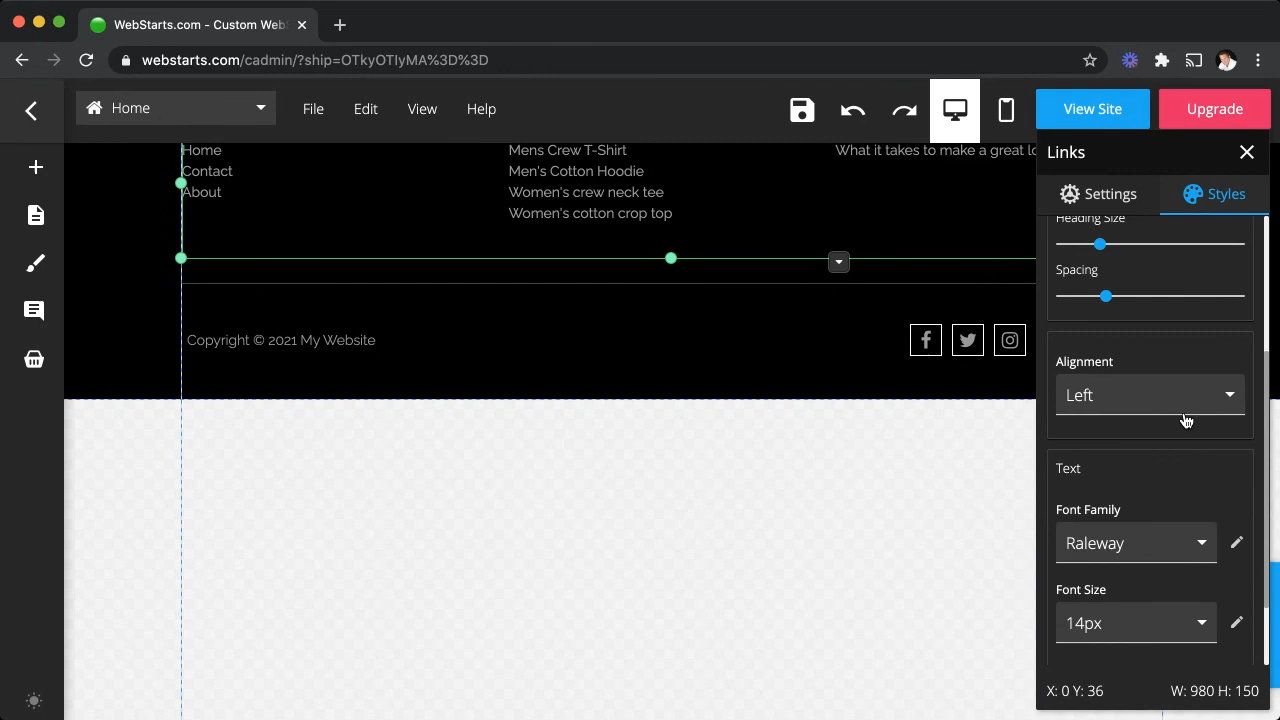 WebStarts.com - Custom Web
webstarts.com/cadmin/?ship=OTkyOTIyMA%3D%3D
Home
File
Edit
View
Help
View Site
Upgrade
Home
Contact
About
Mens Crew T-Shirt
Men's Cotton Hoodie
Women's crew neck tee
Women's cotton crop top
What it takes to make a great
Copyright © 2021 My Website
Links
Settings
Styles
Heading Size
Spacing
Alignment
Left
Text
Font Family
Raleway
Font Size
14px
X: 0 Y: 36
W: 980 H: 150